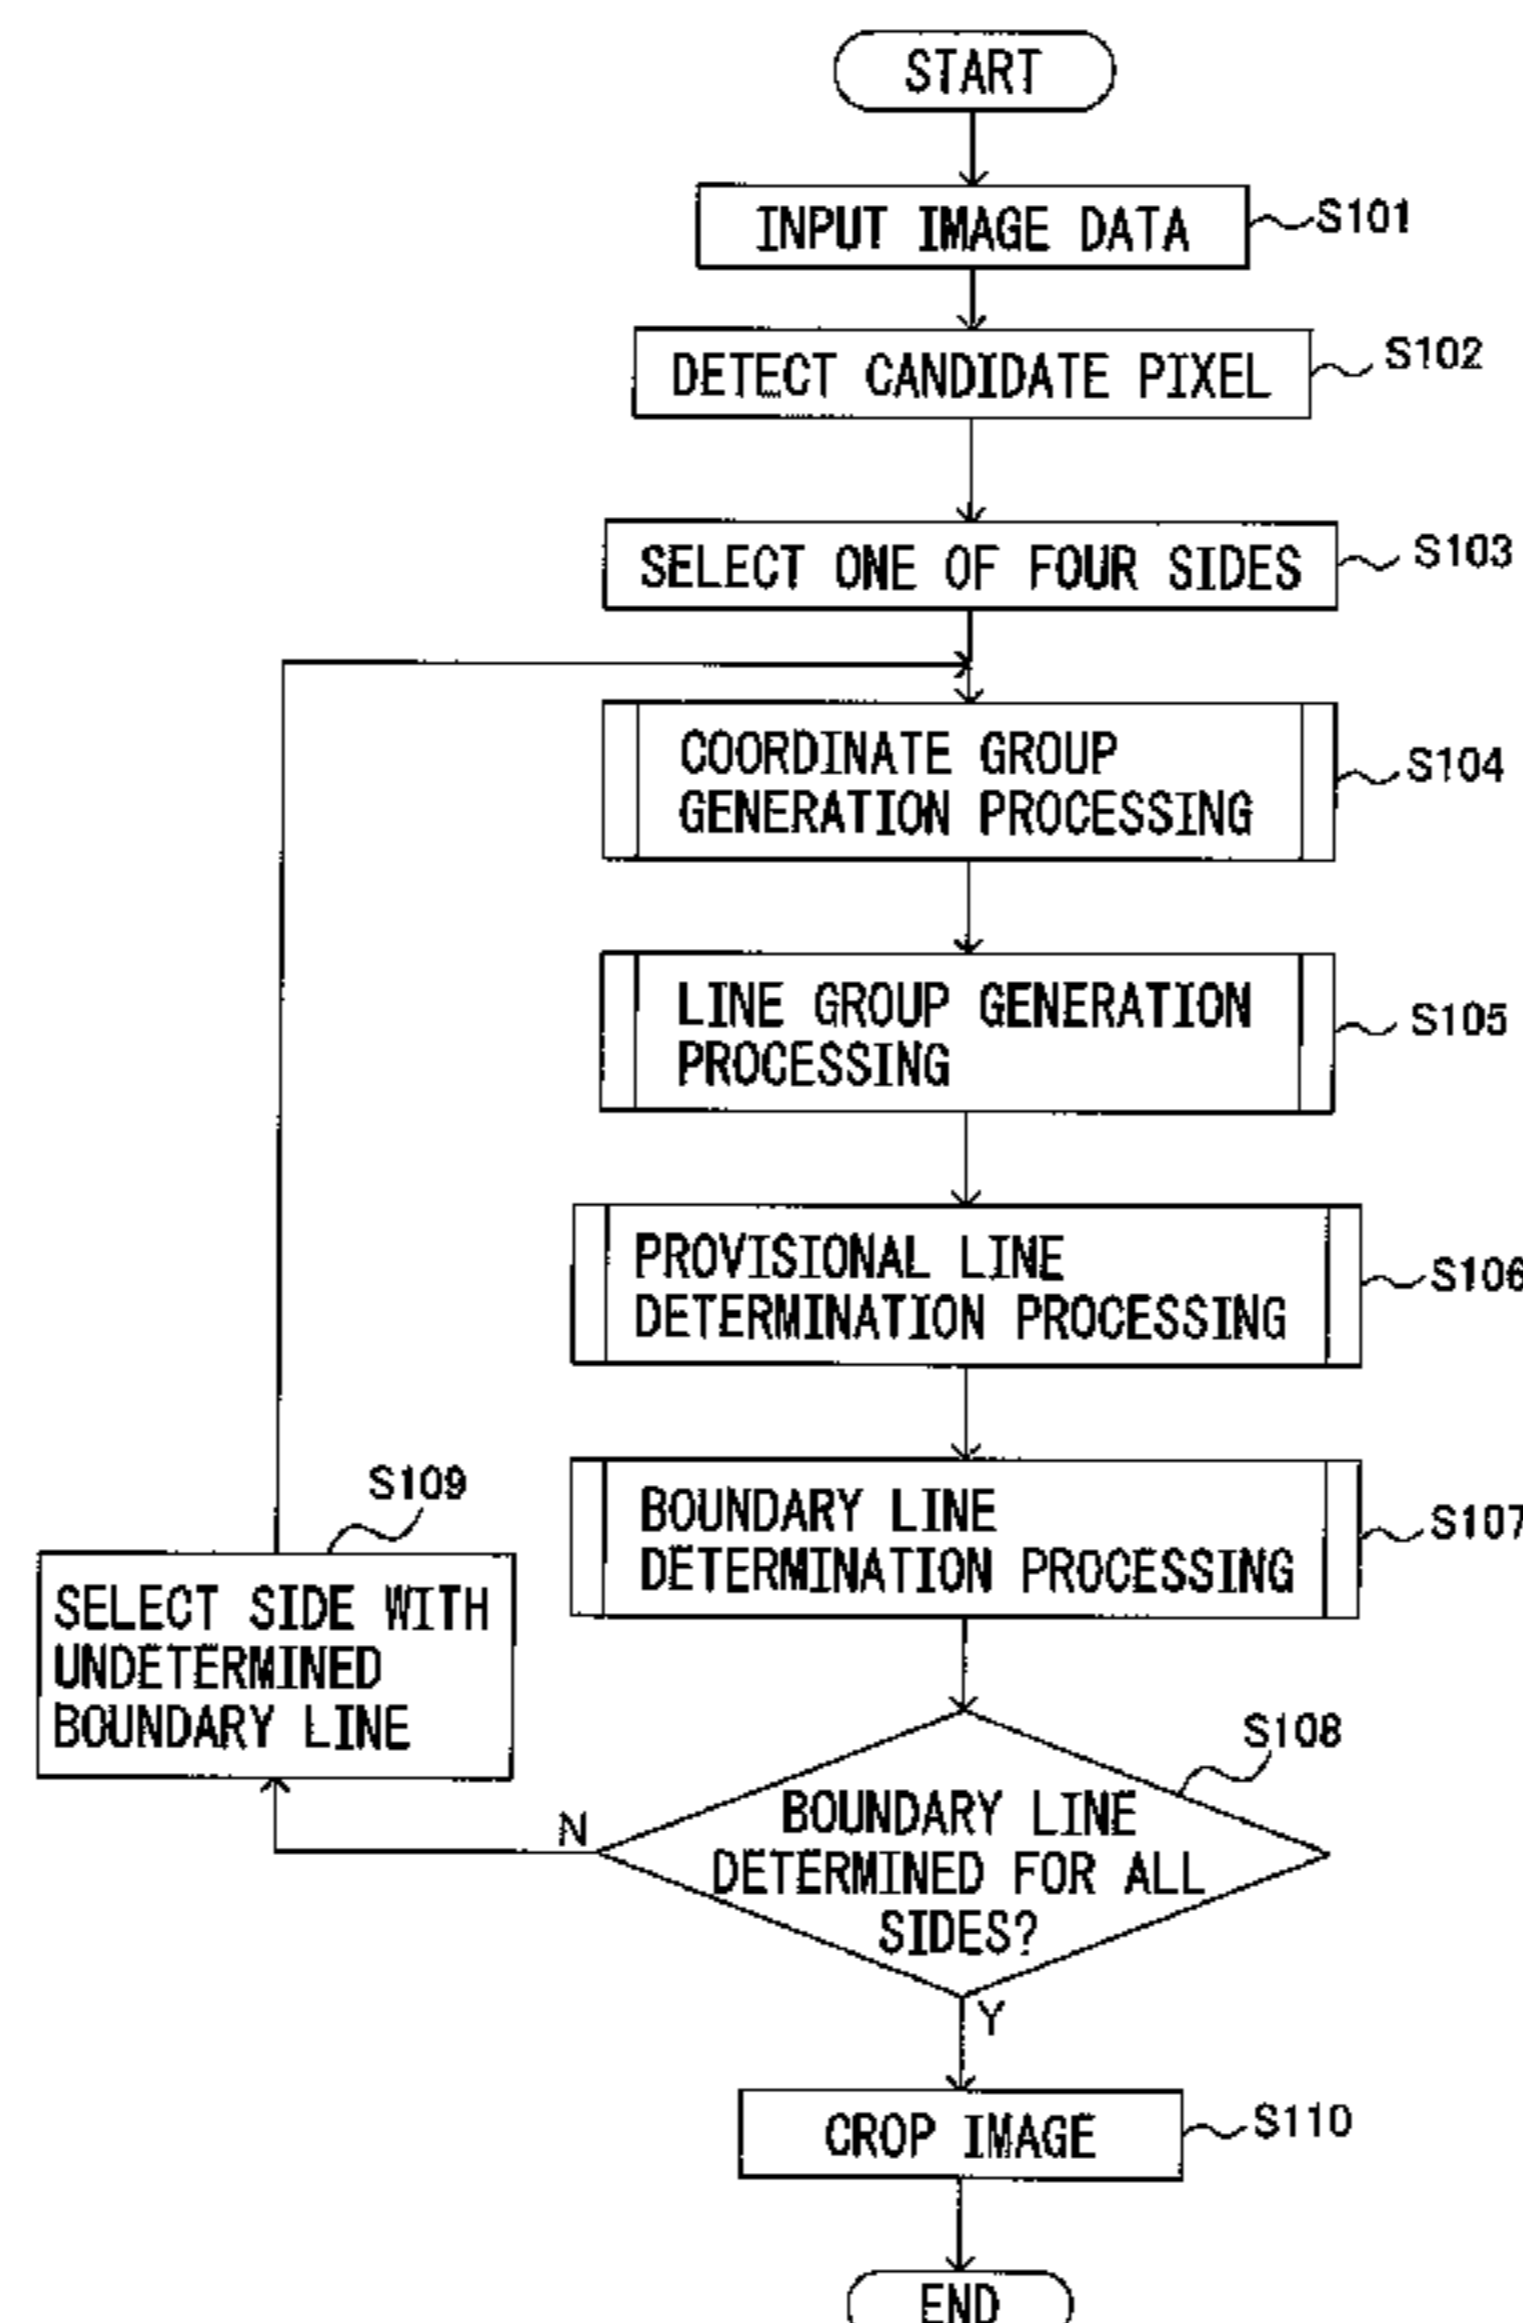 START
INPUT IMAGE DATA
S101
DETECT CANDIDATE PIXEL
S102
SELECT ONE OF FOUR SIDES
S103
COORDINATE GROUP
GENERATION PROCESSING
S104
LINE GROUP GENERATION
PROCESSING
S105
PROVISIONAL LINE
DETERMINATION PROCESSING
S106
BOUNDARY LINE
DETERMINATION PROCESSING
S107
S109
SELECT SIDE WITH
UNDETERMINED
BOUNDARY LINE
S108
BOUNDARY LINE
DETERMINED FOR ALL
SIDES?
N
Y
CROP IMAGE
S110
END